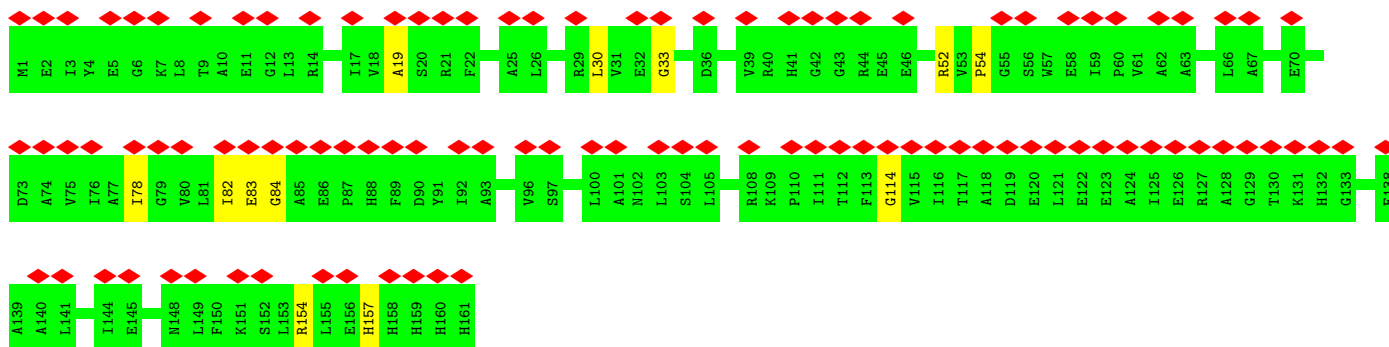 M1 E2 I3 Y4 E5 G6 K7 L8 T9 A10 E11 G12 L13 R14 I17 V18 A19 S20 R21 F22 A25 L26 R29 L30 V31 E32 G33 D36 V39 R40 H41 G42 G43 R44 E45 E46 R52 V53 P54 G55 S56 W57 E58 I59 P60 V61 A62 A63 L66 A67 E70
D73 A74 V75 I76 A77 I78 G79 V80 L81 I82 E83 G84 A85 E86 P87 H88 F89 D90 Y91 I92 A93 V96 S97 L100 A101 N102 L103 S104 L105 R108 K109 P110 I111 T112 F113 G114 V115 I116 T117 A118 D119 E120 L121 E122 E123 A124 I125 E126 R127 A128 G129 T130 K131 H132 G133
A139 A140 L141 I144 E145 N148 L149 F150 K151 S152 L153 R154 L155 E156 H157 H158 H159 H160 H161